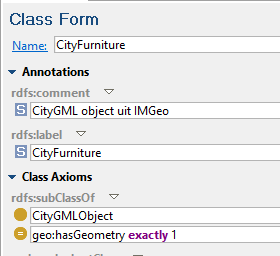 Class Form
Name: CityFurniture
Annotations
rdfs:comment
S CityGML object uit IMGeo
rdfs:label
S CityFurniture
Class Axioms
rdfs:subClassOf
CityGMLObject
= geo:hasGeometry exactly 1